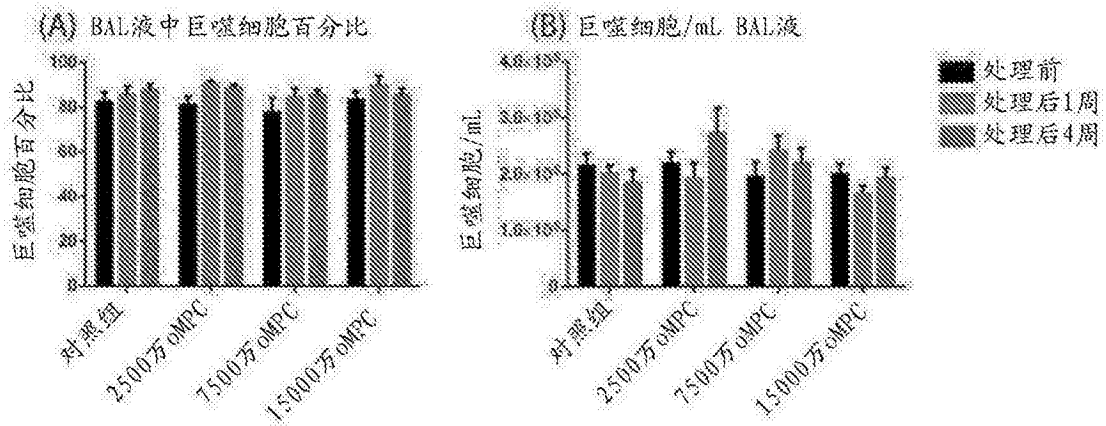 (A) BAL液中巨噬细胞百分比
巨噬细胞百分比
100
80
60
40
20
0
对照组
2500万oMPC
7500万oMPC
15000万oMPC
(B) 巨噬细胞/mL BAL液
巨噬细胞/mL
0
对照组
2500万oMPC
7500万oMPC
15000万oMPC
处理前
处理后1周
处理后4周